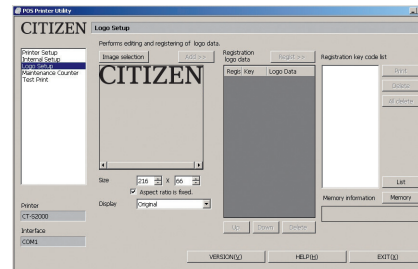 POS Printer Utility
CITIZEN
Logo Setup
Printer Setup
Internal Setup
Logo Setup
Maintenance Counter
Test Print
Performs editing and registering of logo data.
Image selection
Add >>
CITIZEN
Size
216 X 66
Aspect ratio is fixed.
Display
Original
Registration logo data
Regist >>
Regis Key Logo Data
Up
Down
Delete
Registration key code list
Print
Delete
All delete
List
Memory information
Memory
Printer
CT-S2000
Interface
COM1
VERSION(V)
HELP(H)
EXIT(X)